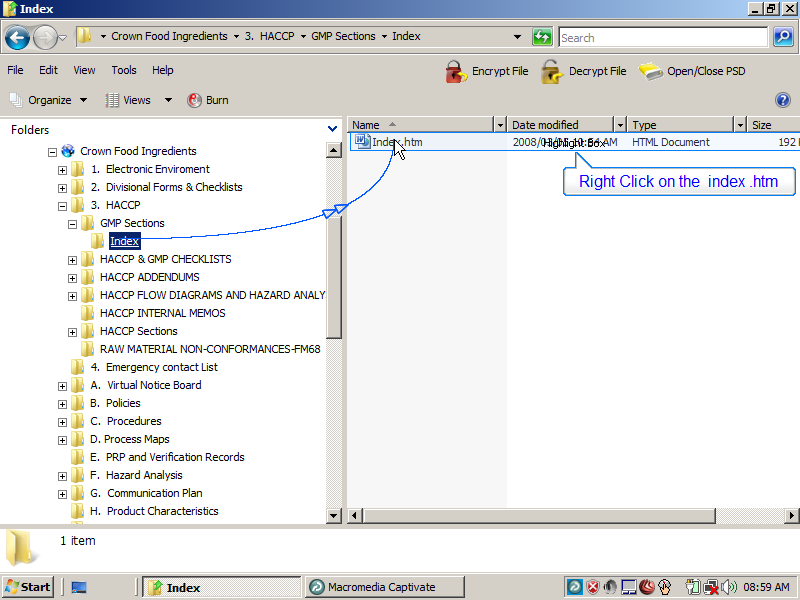 Index
Crown Food Ingredients 3. HACCP GMP Sections Index
Search
File Edit View Tools Help
Encrypt File Decrypt File Open/Close PSD
Organize Views Burn
Folders
Name Date modified Type Size
Index.htm HTML Document 192
Highlight Box
Right Click on the index .htm
Crown Food Ingredients
1. Electronic Enviroment
2. Divisional Forms & Checklists
3. HACCP
GMP Sections
Index
HACCP & GMP CHECKLISTS
HACCP ADDENDUMS
HACCP FLOW DIAGRAMS AND HAZARD ANALY
HACCP INTERNAL MEMOS
HACCP Sections
RAW MATERIAL NON-CONFORMANCES-FM68
4. Emergency contact List
A. Virtual Notice Board
B. Policies
C. Procedures
D. Process Maps
E. PRP and Verification Records
F. Hazard Analysis
G. Communication Plan
H. Product Characteristics
1 item
Start Index Macromedia Captivate 08:59 AM